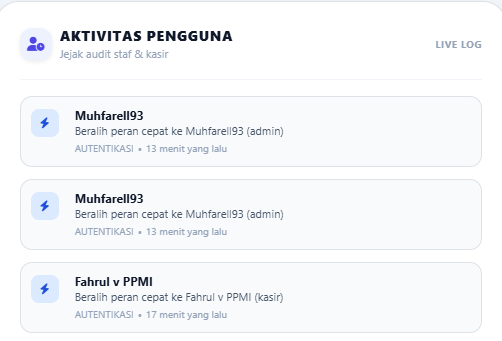 AKTIVITAS PENGGUNA
Jejak audit staf & kasir
LIVE LOG
Muhfarell93
Beralih peran cepat ke Muhfarell93 (admin)
AUTENTIKASI • 13 menit yang lalu
Muhfarell93
Beralih peran cepat ke Muhfarell93 (admin)
AUTENTIKASI • 13 menit yang lalu
Fahrul v PPMI
Beralih peran cepat ke Fahrul v PPMI (kasir)
AUTENTIKASI • 17 menit yang lalu